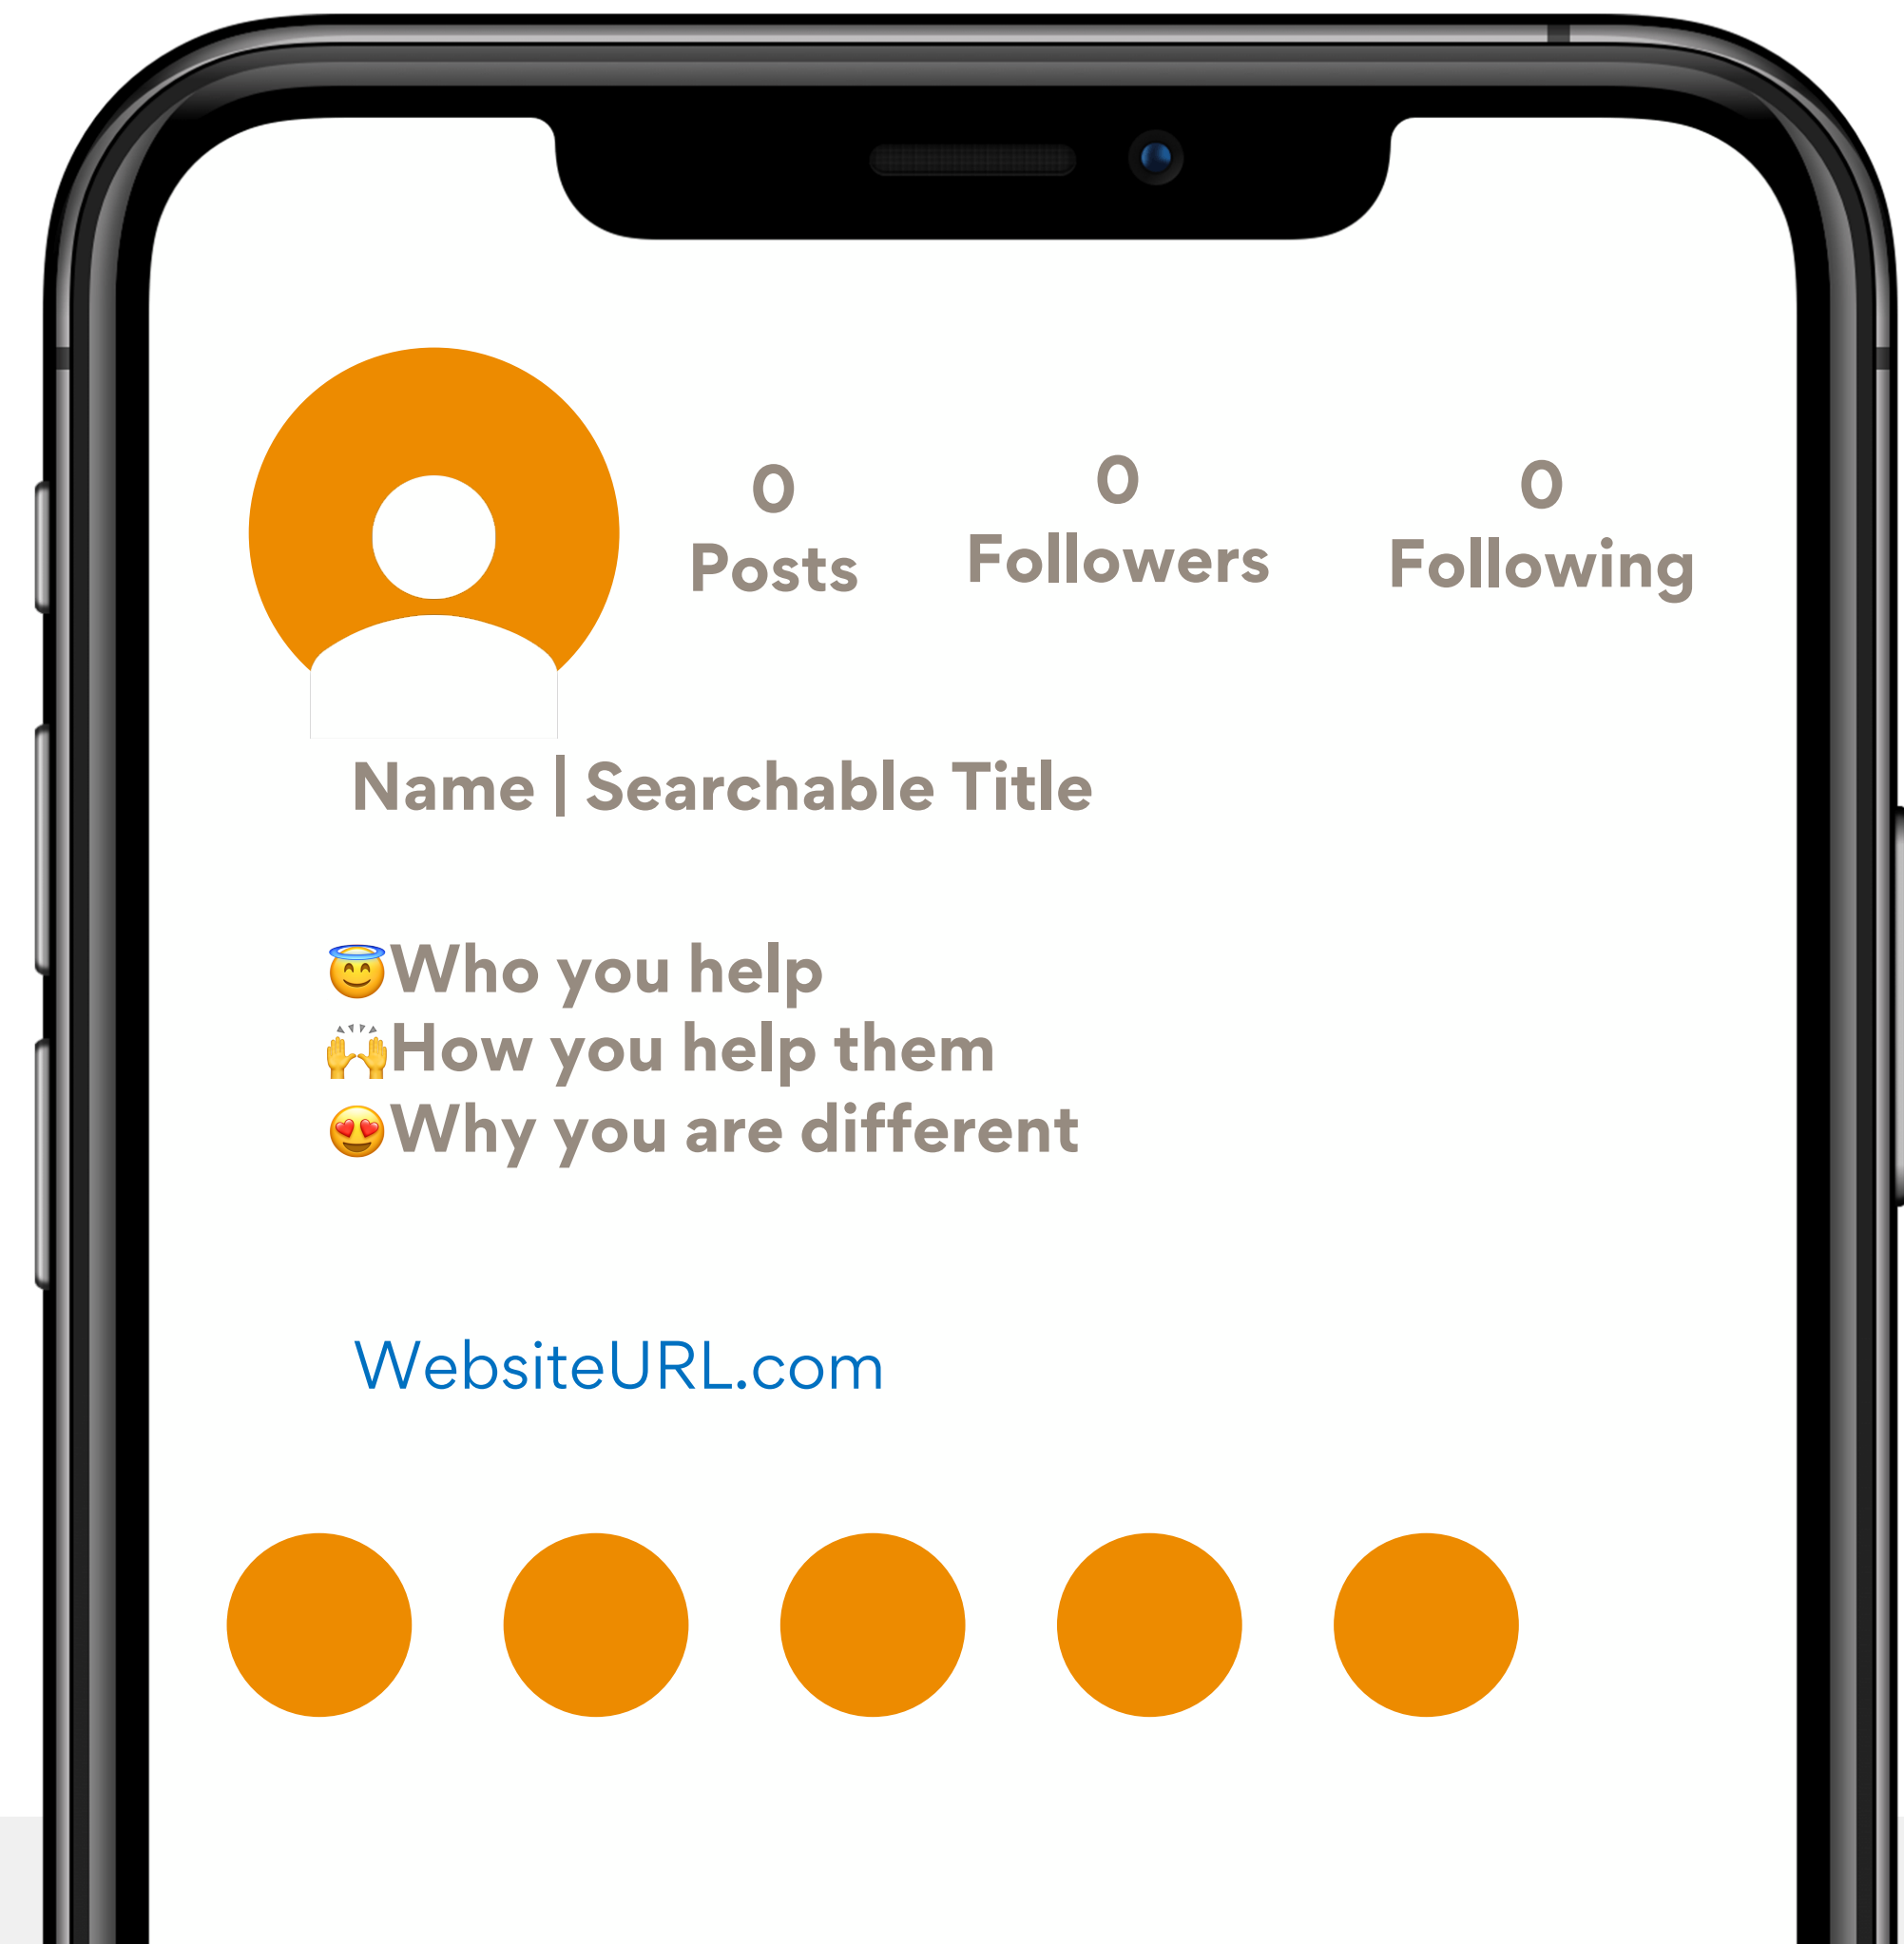 0 0 0
Posts Followers Following
Name | Searchable Title
😇Who you help
🙌How you help them
😍Why you are different
WebsiteURL.com